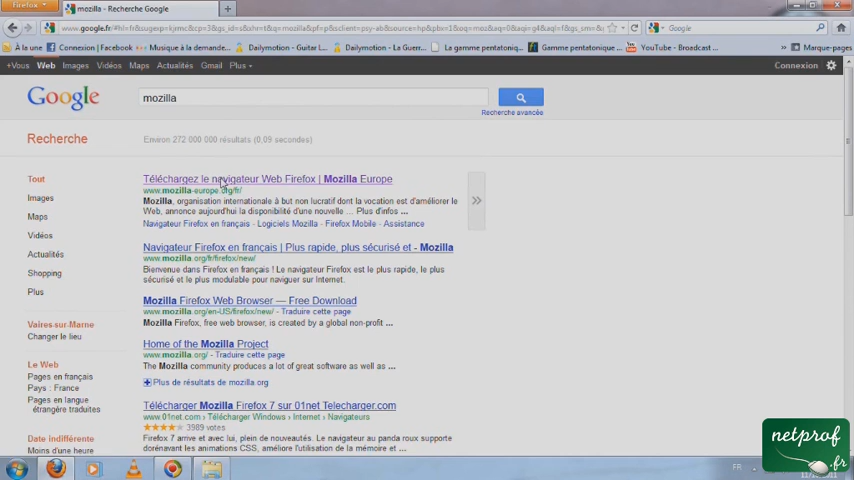 Firefox
mozilla - Recherche Google
www.google.fr/
Google
À la une
Connexion | Facebook
Musique à la demande...
Dailymotion - Guitar L...
Dailymotion - La Guerr...
La gamme pentatonique ...
Gamme pentatonique...
YouTube - Broadcast ...
Marque-pages
+Vous Web Images Vidéos Maps Actualités Gmail Plus
Connexion
Google
mozilla
Recherche avancée
Recherche
Environ 272 000 000 résultats (0,09 secondes)
Tout
Images
Maps
Vidéos
Actualités
Shopping
Plus
Vaires-sur-Marne
Changer le lieu
Le Web
Pages en français
Pays : France
Pages en langue
étrangère traduites
Date indifférente
Moins d'une heure
Téléchargez le navigateur Web Firefox | Mozilla Europe
www.mozilla-europe.org/fr/
Mozilla, organisation internationale à but non lucratif dont la vocation est d'améliorer le
Web, annonce aujourd'hui la disponibilité d'une nouvelle ... Plus d'infos ...
Navigateur Firefox en français - Logiciels Mozilla - Firefox Mobile - Assistance
Navigateur Firefox en français | Plus rapide, plus sécurisé et - Mozilla
www.mozilla.org/fr/firefox/new/
Bienvenue dans Firefox en français ! Le navigateur Firefox est le plus rapide, le plus
sécurisé et le plus modulable pour naviguer sur Internet.
Mozilla Firefox Web Browser — Free Download
www.mozilla.org/en-US/firefox/new/ - Traduire cette page
Mozilla Firefox, free web browser, is created by a global non-profit ...
Home of the Mozilla Project
www.mozilla.org/ - Traduire cette page
The Mozilla community produces a lot of great software as well as ...
Plus de résultats de mozilla.org
Télécharger Mozilla Firefox 7 sur 01net Telecharger.com
www.01net.com › Télécharger Windows › Internet › Navigateurs
3989 votes
Firefox 7 arrive et avec lui, plein de nouveautés. Le navigateur au panda roux supporte
dorénavant les animations CSS, améliore l'utilisation de la mémoire et ...
netprof
.fr
FR